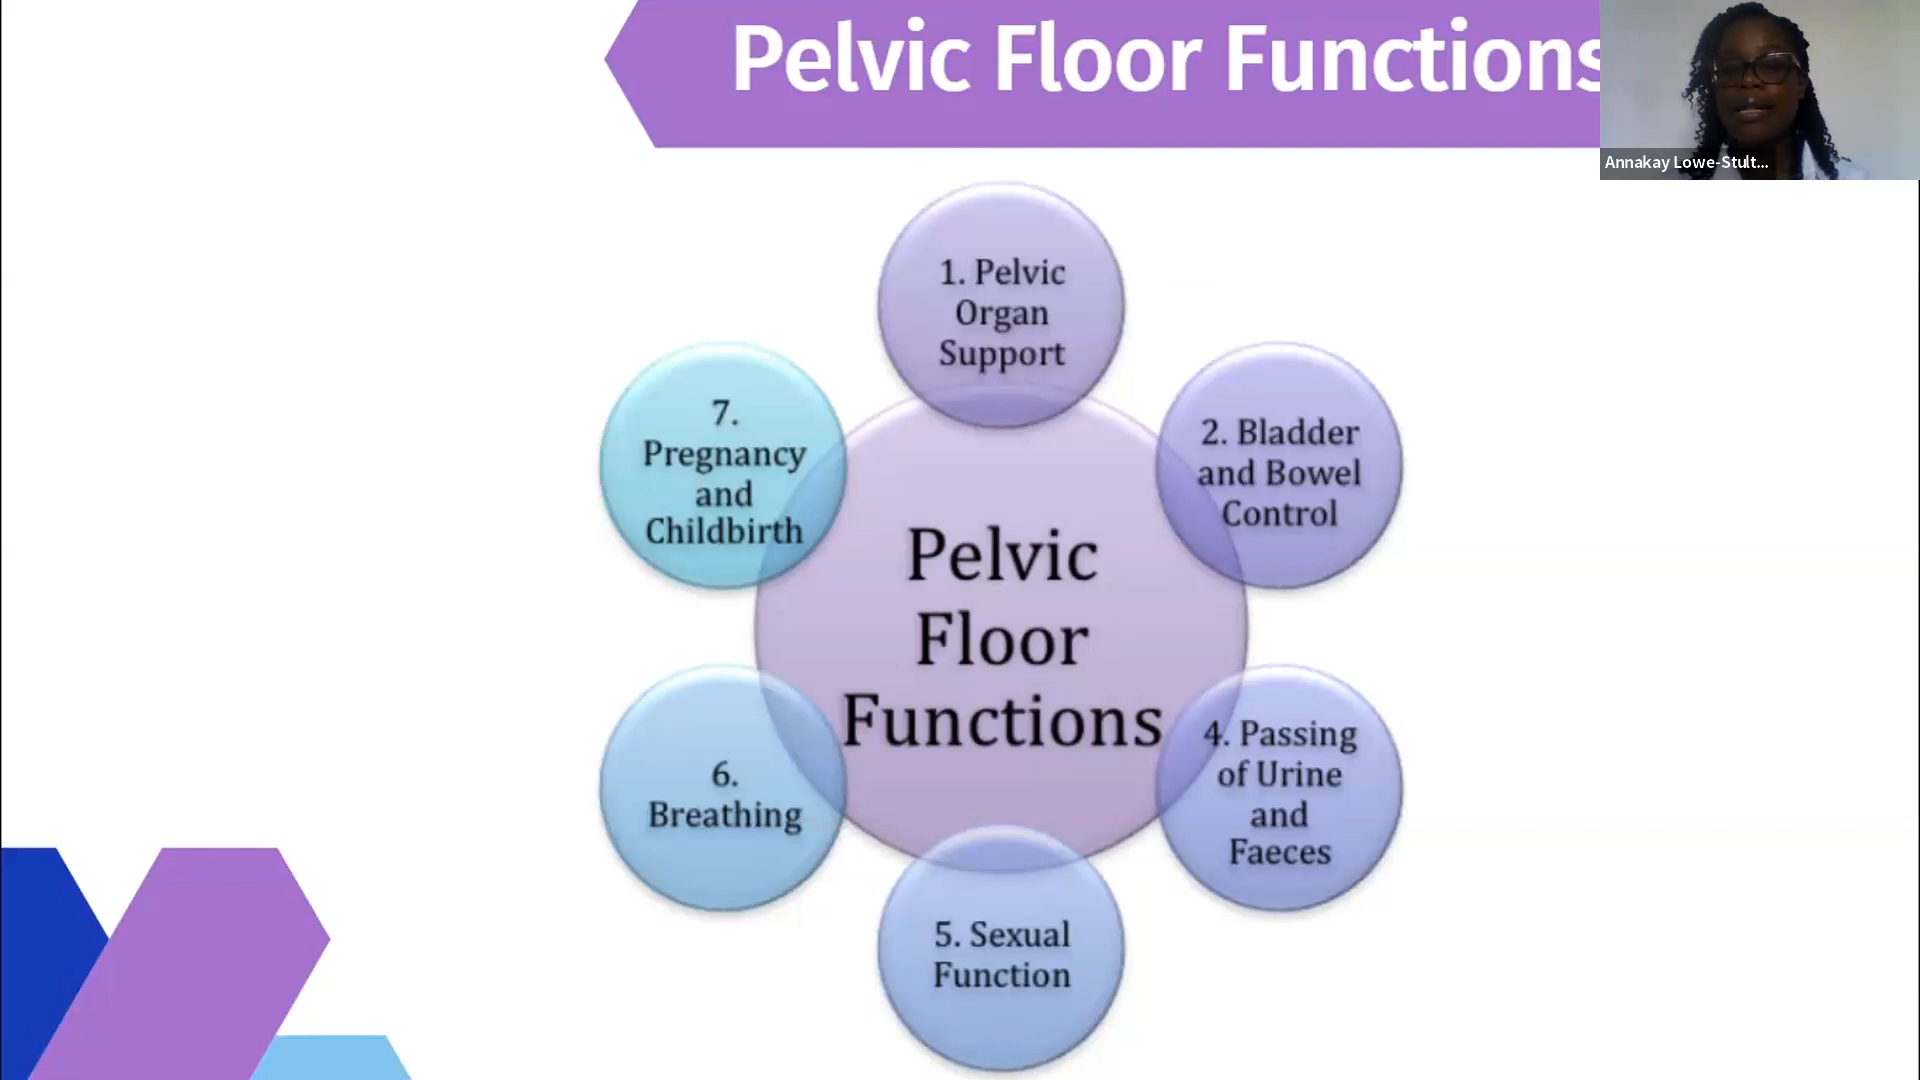 Pelvic Floor Functions
Annakay Lowe-Stult...
1. Pelvic
Organ
Support
2. Bladder
and Bowel
Control
4. Passing
of Urine
and
Faeces
5. Sexual
Function
6.
Breathing
7.
Pregnancy
and
Childbirth
Pelvic
Floor
Functions